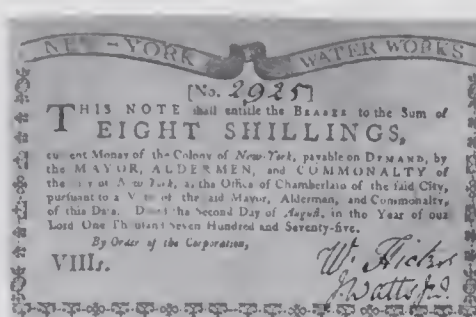 NEW-YORK WATER WORKS
[No. 2925]
THIS NOTE shall entitle the BEARER to the Sum of
EIGHT SHILLINGS,
current Money of the Colony of New-York, payable on DEMAND, by
the MAYOR, ALDERMEN, and COMMONALTY of
the City of New York, at the Office of Chamberlain of the said City,
pursuant to a Vote of the said Mayor, Alderman, and Commonalty,
of this Date. Dated the Second Day of August, in the Year of our
Lord One Thousand Seven Hundred and Seventy-five.
By Order of the Corporation,
VIIIs.
W. Hicks
J. Watts Jr.